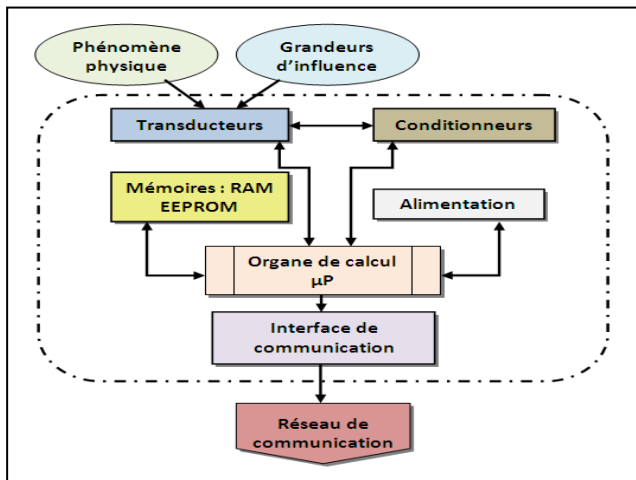 Phénomène
physique
Grandeurs
d'influence
Transducteurs
Conditionneurs
Mémoires : RAM
EEPROM
Alimentation
Organe de calcul
µP
Interface de
communication
Réseau de
communication